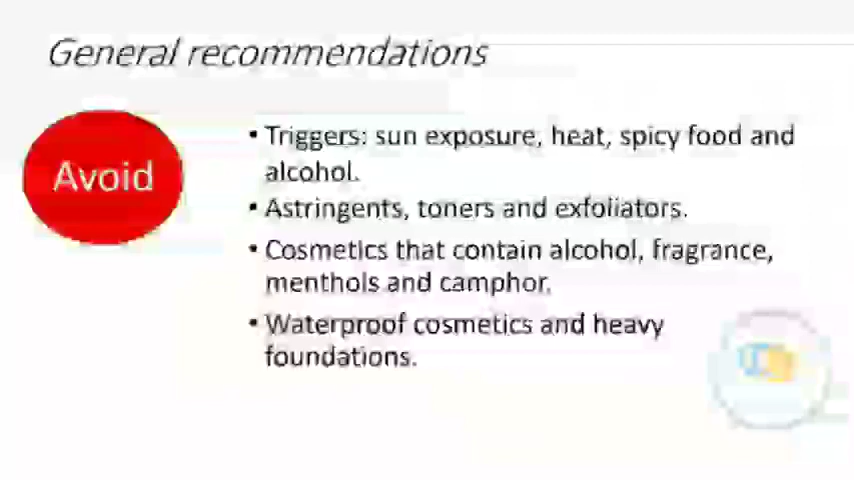 General recommendations
Avoid
• Triggers: sun exposure, heat, spicy food and
alcohol.
• Astringents, toners and exfoliators.
• Cosmetics that contain alcohol, fragrance,
menthols and camphor.
• Waterproof cosmetics and heavy
foundations.